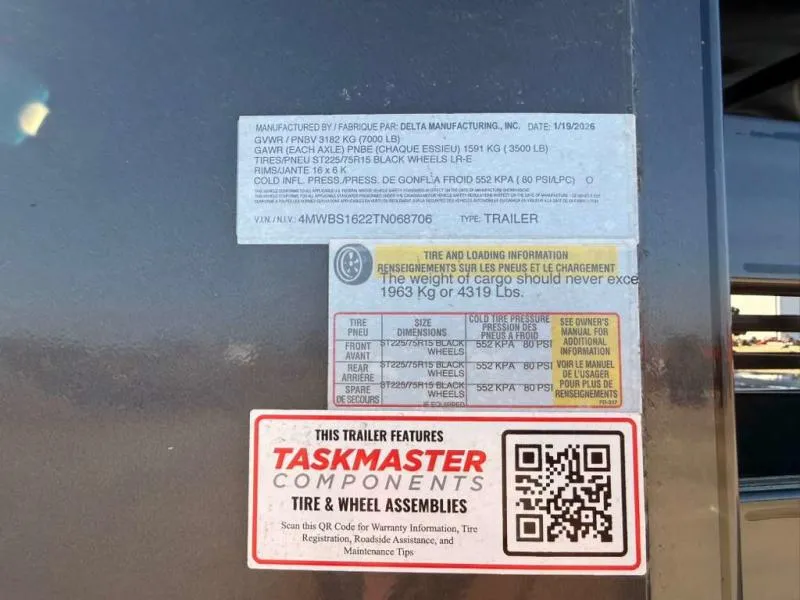 MANUFACTURED BY / FABRIQUE PAR: DELTA MANUFACTURING., INC. DATE: 1/19/2026
GVWR / PNBV 3182 KG (7000 LB)
GAWR (EACH AXLE) PNBE (CHAQUE ESSIEU) 1591 KG ( 3500 LB)
TIRES/PNEU ST225/75R15 BLACK WHEELS LR-E
RIMS/JANTE 16 x 6 K
COLD INFL. PRESS./PRESS. DE GONFL.A FROID 552 KPA ( 80 PSI/LPC) O
V.I.N. / N.I.V.: 4MWBS1622TN068706 TYPE: TRAILER
TIRE AND LOADING INFORMATION
RENSEIGNEMENTS SUR LES PNEUS ET LE CHARGEMENT
The weight of cargo should never exce
1963 Kg or 4319 Lbs.
TIRE PNEU
SIZE DIMENSIONS
COLD TIRE PRESSURE PRESSION DES PNEUS A FROID
SEE OWNER'S MANUAL FOR ADDITIONAL INFORMATION
VOIR LE MANUEL DE L'USAGER POUR PLUS DE RENSEIGNEMENTS
FRONT AVANT
ST225/75R15 BLACK WHEELS
552 KPA 80 PSI
REAR ARRIÈRE
ST225/75R15 BLACK WHEELS
552 KPA 80 PSI
SPARE DE SECOURS
ST225/75R15 BLACK WHEELS
552 KPA 80 PSI
IF EQUIPPED
THIS TRAILER FEATURES
TASKMASTER
COMPONENTS
TIRE & WHEEL ASSEMBLIES
Scan this QR Code for Warranty Information, Tire
Registration, Roadside Assistance, and
Maintenance Tips